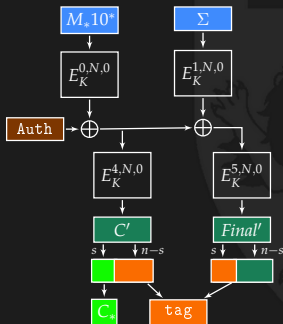 M∗10* Σ
E_K^{0,N,0} E_K^{1,N,0}
Auth ⊕ ⊕
E_K^{4,N,0} E_K^{5,N,0}
C′ Final′
s n−s s n−s
C∗ tag